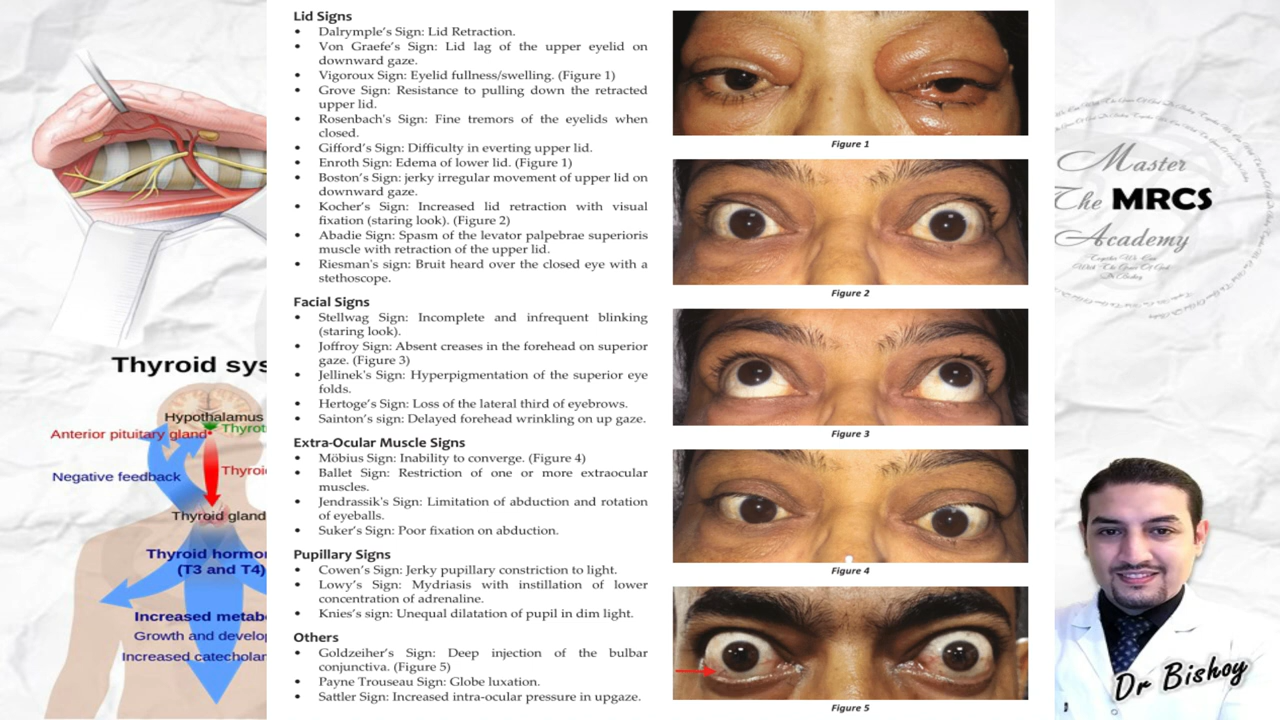 Lid Signs
• Dalrymple's Sign: Lid Retraction.
• Von Graefe's Sign: Lid lag of the upper eyelid on
downward gaze.
• Vigoroux Sign: Eyelid fullness/swelling. (Figure 1)
• Grove Sign: Resistance to pulling down the retracted
upper lid.
• Rosenbach's Sign: Fine tremors of the eyelids when
closed.
• Gifford's Sign: Difficulty in everting upper lid.
• Enroth Sign: Edema of lower lid. (Figure 1)
• Boston's Sign: jerky irregular movement of upper lid on
downward gaze.
• Kocher's Sign: Increased lid retraction with visual
fixation (staring look). (Figure 2)
• Abadie Sign: Spasm of the levator palpebrae superioris
muscle with retraction of the upper lid.
• Riesman's sign: Bruit heard over the closed eye with a
stethoscope.
Facial Signs
• Stellwag Sign: Incomplete and infrequent blinking
(staring look).
• Joffroy Sign: Absent creases in the forehead on superior
gaze. (Figure 3)
• Jellinek's Sign: Hyperpigmentation of the superior eye
folds.
• Hertoge's Sign: Loss of the lateral third of eyebrows.
• Sainton's sign: Delayed forehead wrinkling on up gaze.
Extra-Ocular Muscle Signs
• Möbius Sign: Inability to converge. (Figure 4)
• Ballet Sign: Restriction of one or more extraocular
muscles.
• Jendrassik's Sign: Limitation of abduction and rotation
of eyeballs.
• Suker's Sign: Poor fixation on abduction.
Pupillary Signs
• Cowen's Sign: Jerky pupillary constriction to light.
• Lowy's Sign: Mydriasis with instillation of lower
concentration of adrenaline.
• Knies's sign: Unequal dilatation of pupil in dim light.
Others
• Goldzeiher's Sign: Deep injection of the bulbar
conjunctiva. (Figure 5)
• Payne Trouseau Sign: Globe luxation.
• Sattler Sign: Increased intra-ocular pressure in upgaze.
Figure 1
Figure 2
Figure 3
Figure 4
Figure 5
Thyroid sys
Hypothalamus
Thyrot
Anterior pituitary gland
Thyroi
Negative feedback
Thyroid gland
Thyroid hormo
(T3 and T4)
Increased metab
Growth and develop
Increased catecholar
Master
The MRCS
Academy
Together We Can
With The Grace Of God
Dr Bishoy